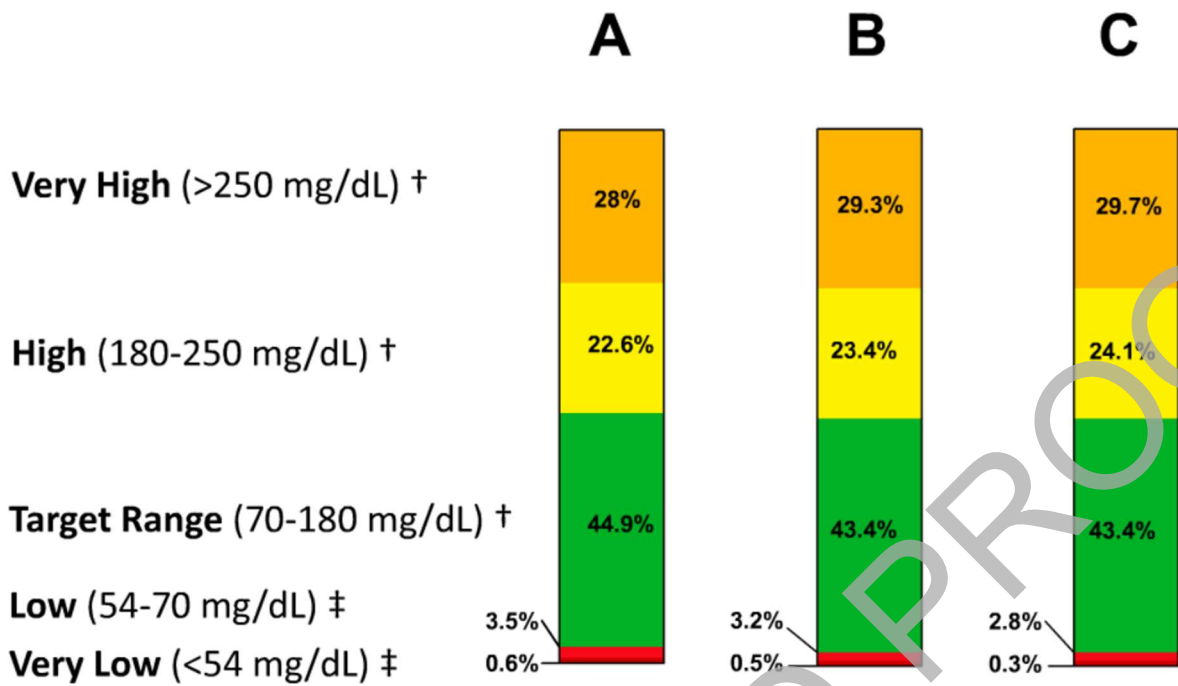 A B C
Very High (>250 mg/dL) †
28% 29.3% 29.7%
High (180-250 mg/dL) †
22.6% 23.4% 24.1%
Target Range (70-180 mg/dL) †
44.9% 43.4% 43.4%
Low (54-70 mg/dL) ‡
3.5% 3.2% 2.8%
Very Low (<54 mg/dL) ‡
0.6% 0.5% 0.3%
PROO